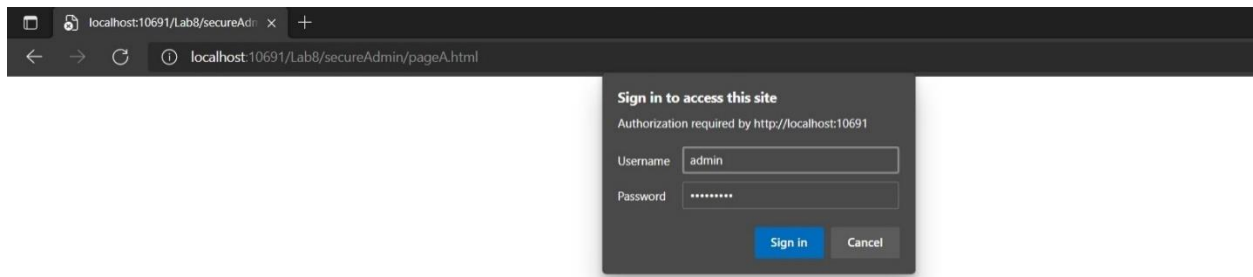 localhost:10691/Lab8/secureAdn
localhost:10691/Lab8/secureAdmin/pageA.html
Sign in to access this site
Authorization required by http://localhost:10691
Username admin
Password •••••••••
Sign in Cancel